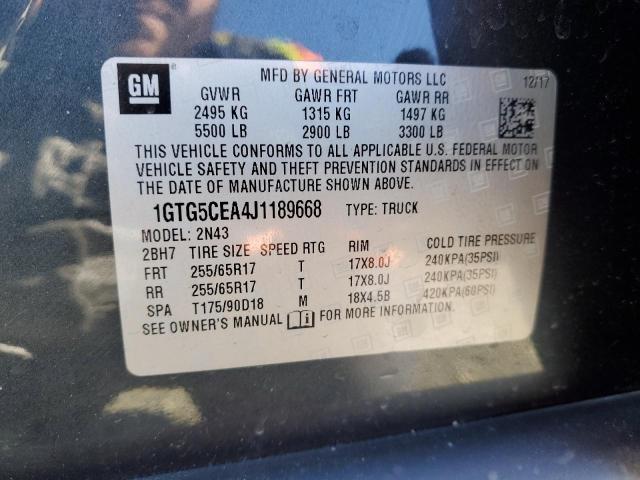 GM ® MFD BY GENERAL MOTORS LLC 12/17
GVWR GAWR FRT GAWR RR
2495 KG 1315 KG 1497 KG
5500 LB 2900 LB 3300 LB
THIS VEHICLE CONFORMS TO ALL APPLICABLE U.S. FEDERAL MOTOR
VEHICLE SAFETY AND THEFT PREVENTION STANDARDS IN EFFECT ON
THE DATE OF MANUFACTURE SHOWN ABOVE.
1GTG5CEA4J1189668 TYPE: TRUCK
MODEL: 2N43
2BH7 TIRE SIZE SPEED RTG RIM COLD TIRE PRESSURE
FRT 255/65R17 T 17X8.0J 240KPA(35PSI)
RR 255/65R17 T 17X8.0J 240KPA(35PSI)
SPA T175/90D18 M 18X4.5B 420KPA(60PSI)
SEE OWNER'S MANUAL FOR MORE INFORMATION.